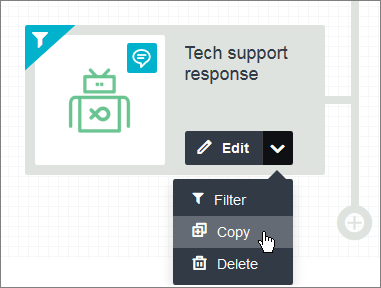 Tech support
response
Edit
Filter
Copy
Delete